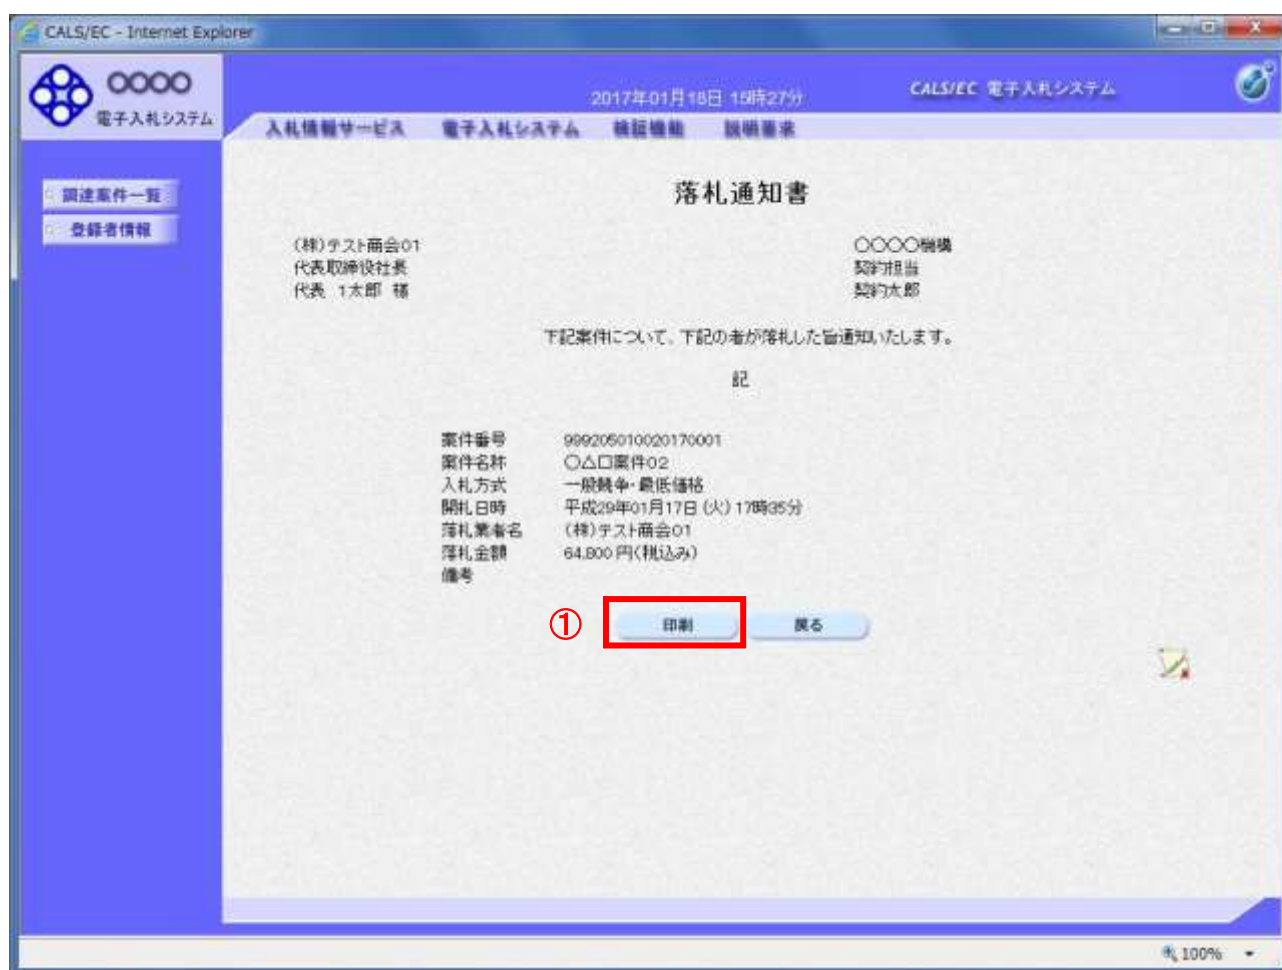 CALS/EC - Internet Explorer
〇〇〇〇
電子入札システム
2017年01月18日 15時27分
CALS/EC 電子入札システム
入札情報サービス 電子入札システム 検証機能 説明要求
調達案件一覧
登録者情報
落札通知書
(株)テスト商会01
代表取締役社長
代表 1太郎 様
〇〇〇〇機構
契約担当
契約太郎
下記案件について、下記の者が落札した旨通知いたします。
記
案件番号 999205010020170001
案件名称 〇△□案件02
入札方式 一般競争・最低価格
開札日時 平成29年01月17日 (火) 17時35分
落札業者名 (株)テスト商会01
落札金額 64,800 円(税込み)
備考
① 印刷 戻る
100%